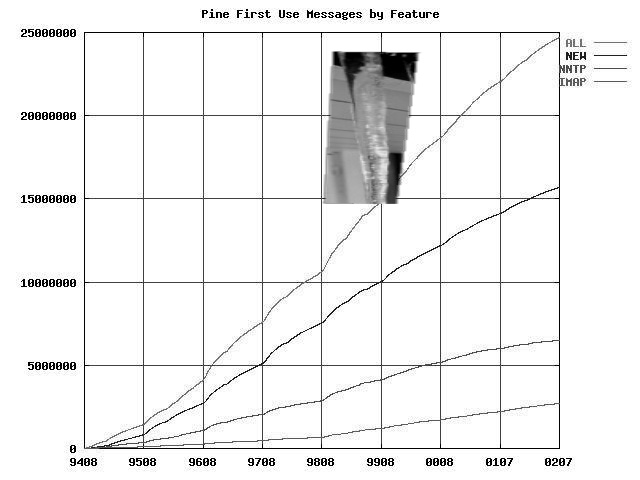 Pine First Use Messages by Feature
25000000
20000000
15000000
10000000
5000000
0
9408 9508 9608 9708 9808 9908 0008 0107 0207
ALL
NEW
NNTP
IMAP